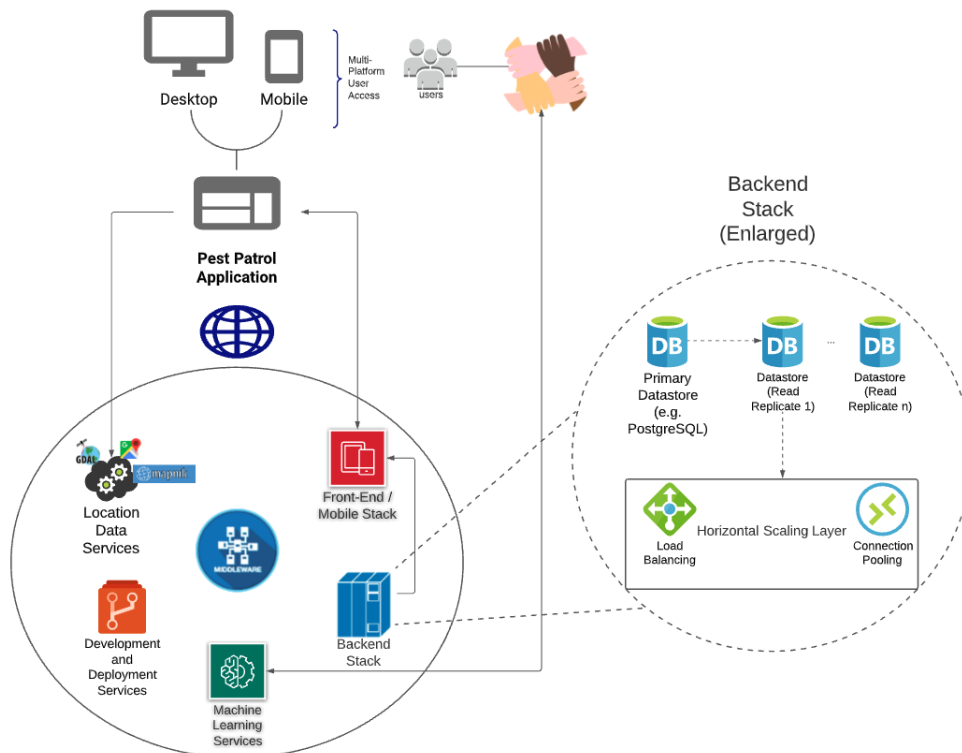 Desktop
Mobile
Multi-
Platform
User
Access
users
Pest Patrol
Application
Backend
Stack
(Enlarged)
DB
Primary
Datastore
(e.g.
PostgreSQL)
DB
Datastore
(Read
Replicate 1)
...
DB
Datastore
(Read
Replicate n)
Load
Balancing
Horizontal Scaling Layer
Connection
Pooling
GDAL
mapnik
Location
Data
Services
Front-End /
Mobile Stack
MIDDLEWARE
Development
and
Deployment
Services
Backend
Stack
Machine
Learning
Services